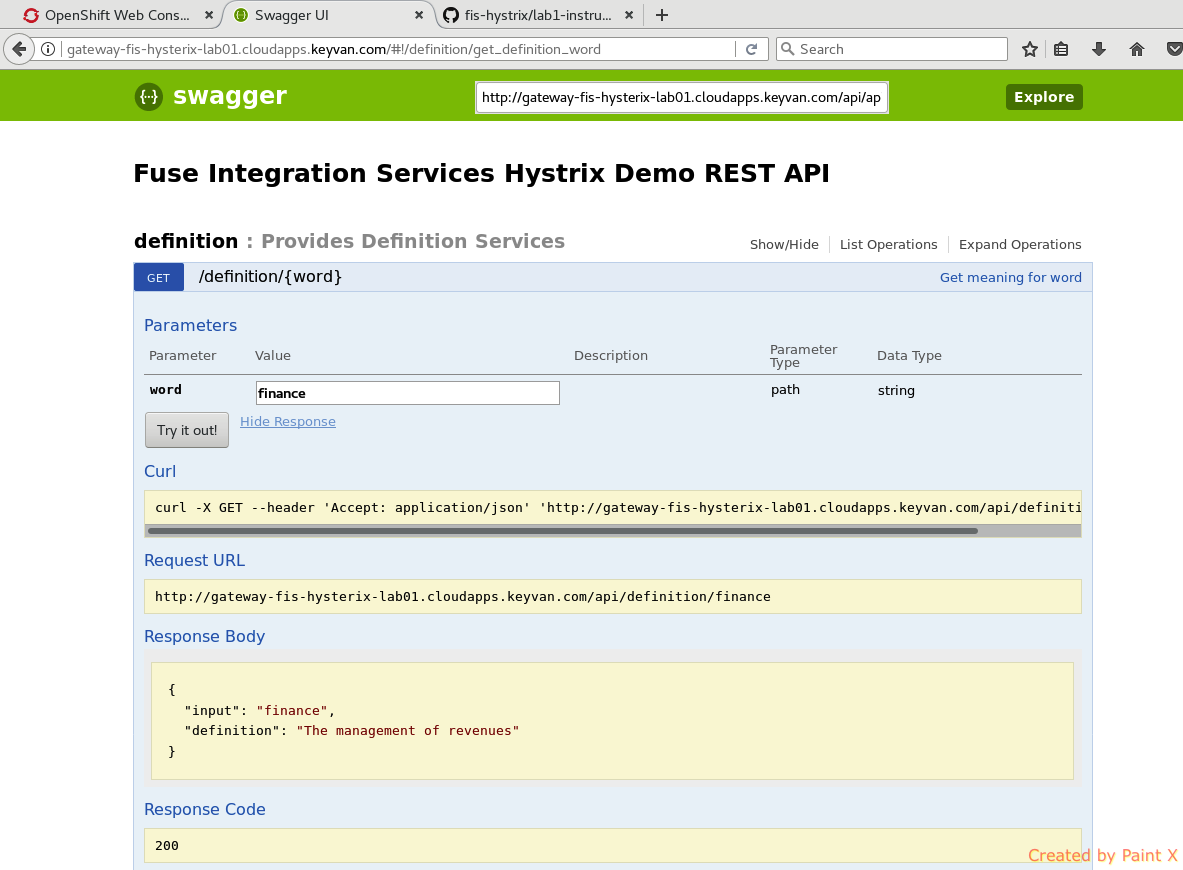 OpenShift Web Cons... × Swagger UI × fis-hystrix/lab1-instru... × +
gateway-fis-hysterix-lab01.cloudapps.keyvan.com/#!/definition/get_definition_word Search
{···} swagger http://gateway-fis-hysterix-lab01.cloudapps.keyvan.com/api/ap Explore
Fuse Integration Services Hystrix Demo REST API
definition : Provides Definition Services Show/Hide List Operations Expand Operations
GET /definition/{word} Get meaning for word
Parameters
Parameter Value Description Parameter Type Data Type
word finance path string
Try it out! Hide Response
Curl
curl -X GET --header 'Accept: application/json' 'http://gateway-fis-hysterix-lab01.cloudapps.keyvan.com/api/definiti
Request URL
http://gateway-fis-hysterix-lab01.cloudapps.keyvan.com/api/definition/finance
Response Body
{
"input": "finance",
"definition": "The management of revenues"
}
Response Code
200
Created by Paint X